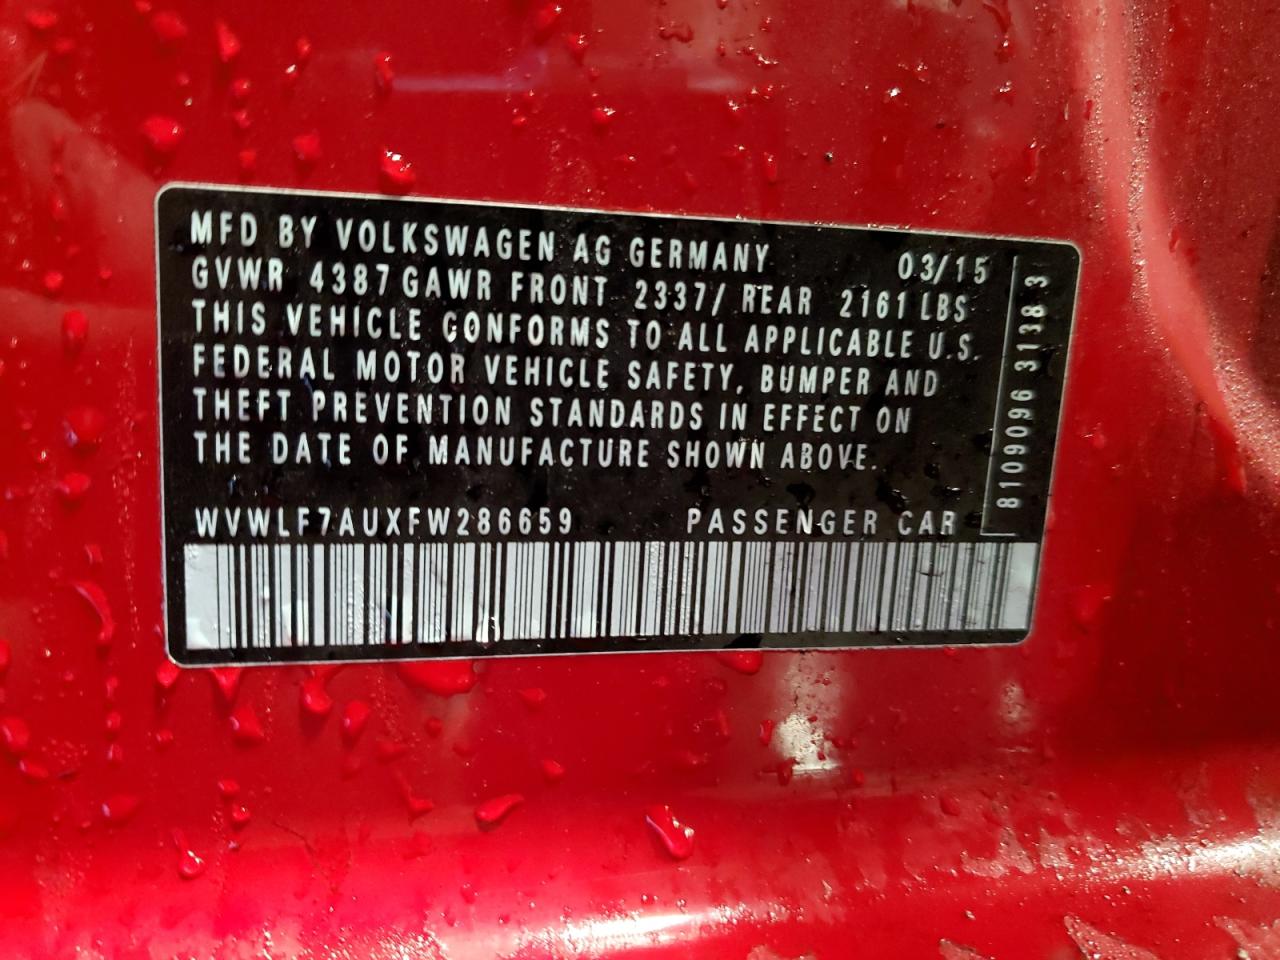 MFD BY VOLKSWAGEN AG GERMANY 03/15
GVWR 4387 GAWR FRONT 2337/ REAR 2161 LBS
THIS VEHICLE CONFORMS TO ALL APPLICABLE U.S.
FEDERAL MOTOR VEHICLE SAFETY, BUMPER AND
THEFT PREVENTION STANDARDS IN EFFECT ON
THE DATE OF MANUFACTURE SHOWN ABOVE.
WVWLF7AUXFW286659 PASSENGER CAR
8109096 3138 3